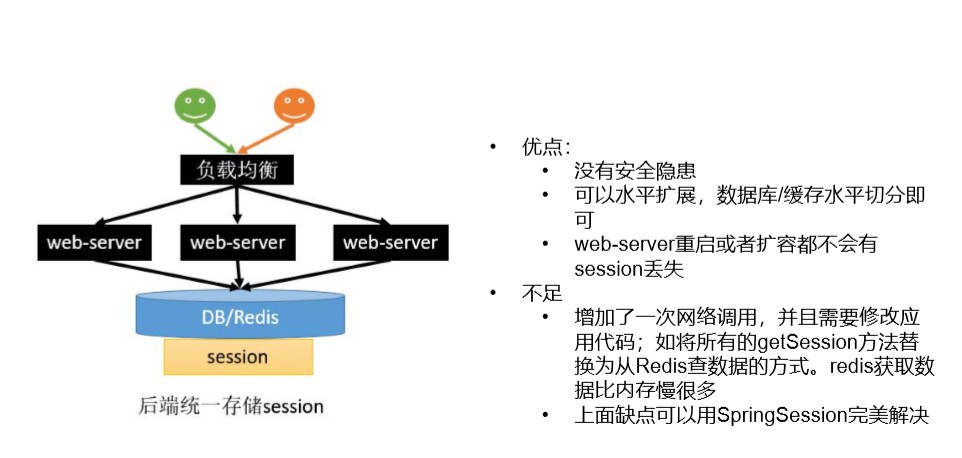 负载均衡
web-server web-server web-server
DB/Redis
session
后端统一存储session
• 优点：
• 没有安全隐患
• 可以水平扩展，数据库/缓存水平切分即
可
• web-server重启或者扩容都不会有
session丢失
• 不足
• 增加了一次网络调用，并且需要修改应
用代码；如将所有的getSession方法替
换为从Redis查数据的方式。redis获取数
据比内存慢很多
• 上面缺点可以用SpringSession完美解决